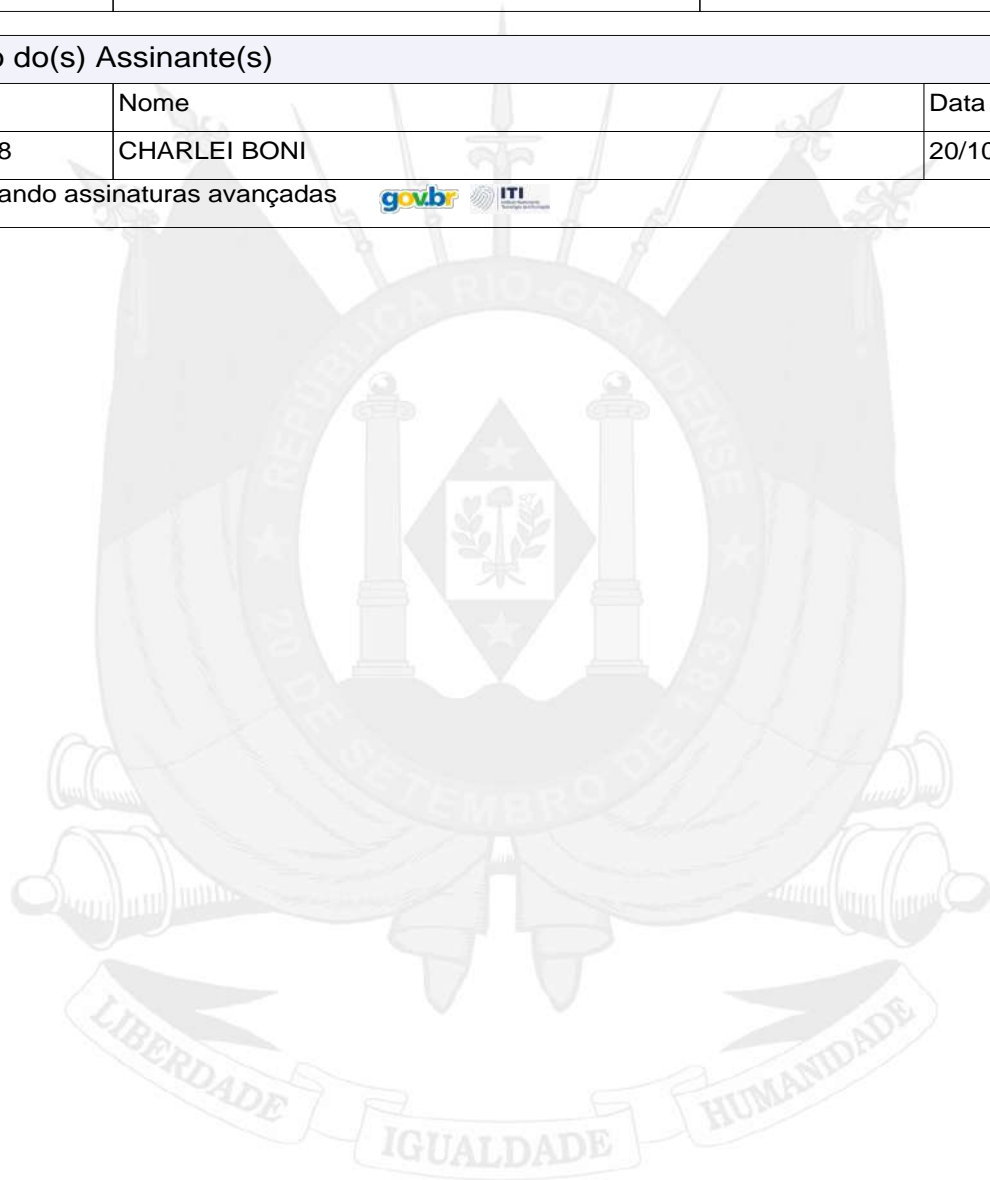 o do(s) Assinante(s)
Nome
Data
8
CHARLEI BONI
20/10
ando assinaturas avançadas
gov.br
ITI
REPÚBLICA RIO-GRANDENSE
20 DE SETEMBRO DE 1835
LIBERDADE
IGUALDADE
HUMANIDADE